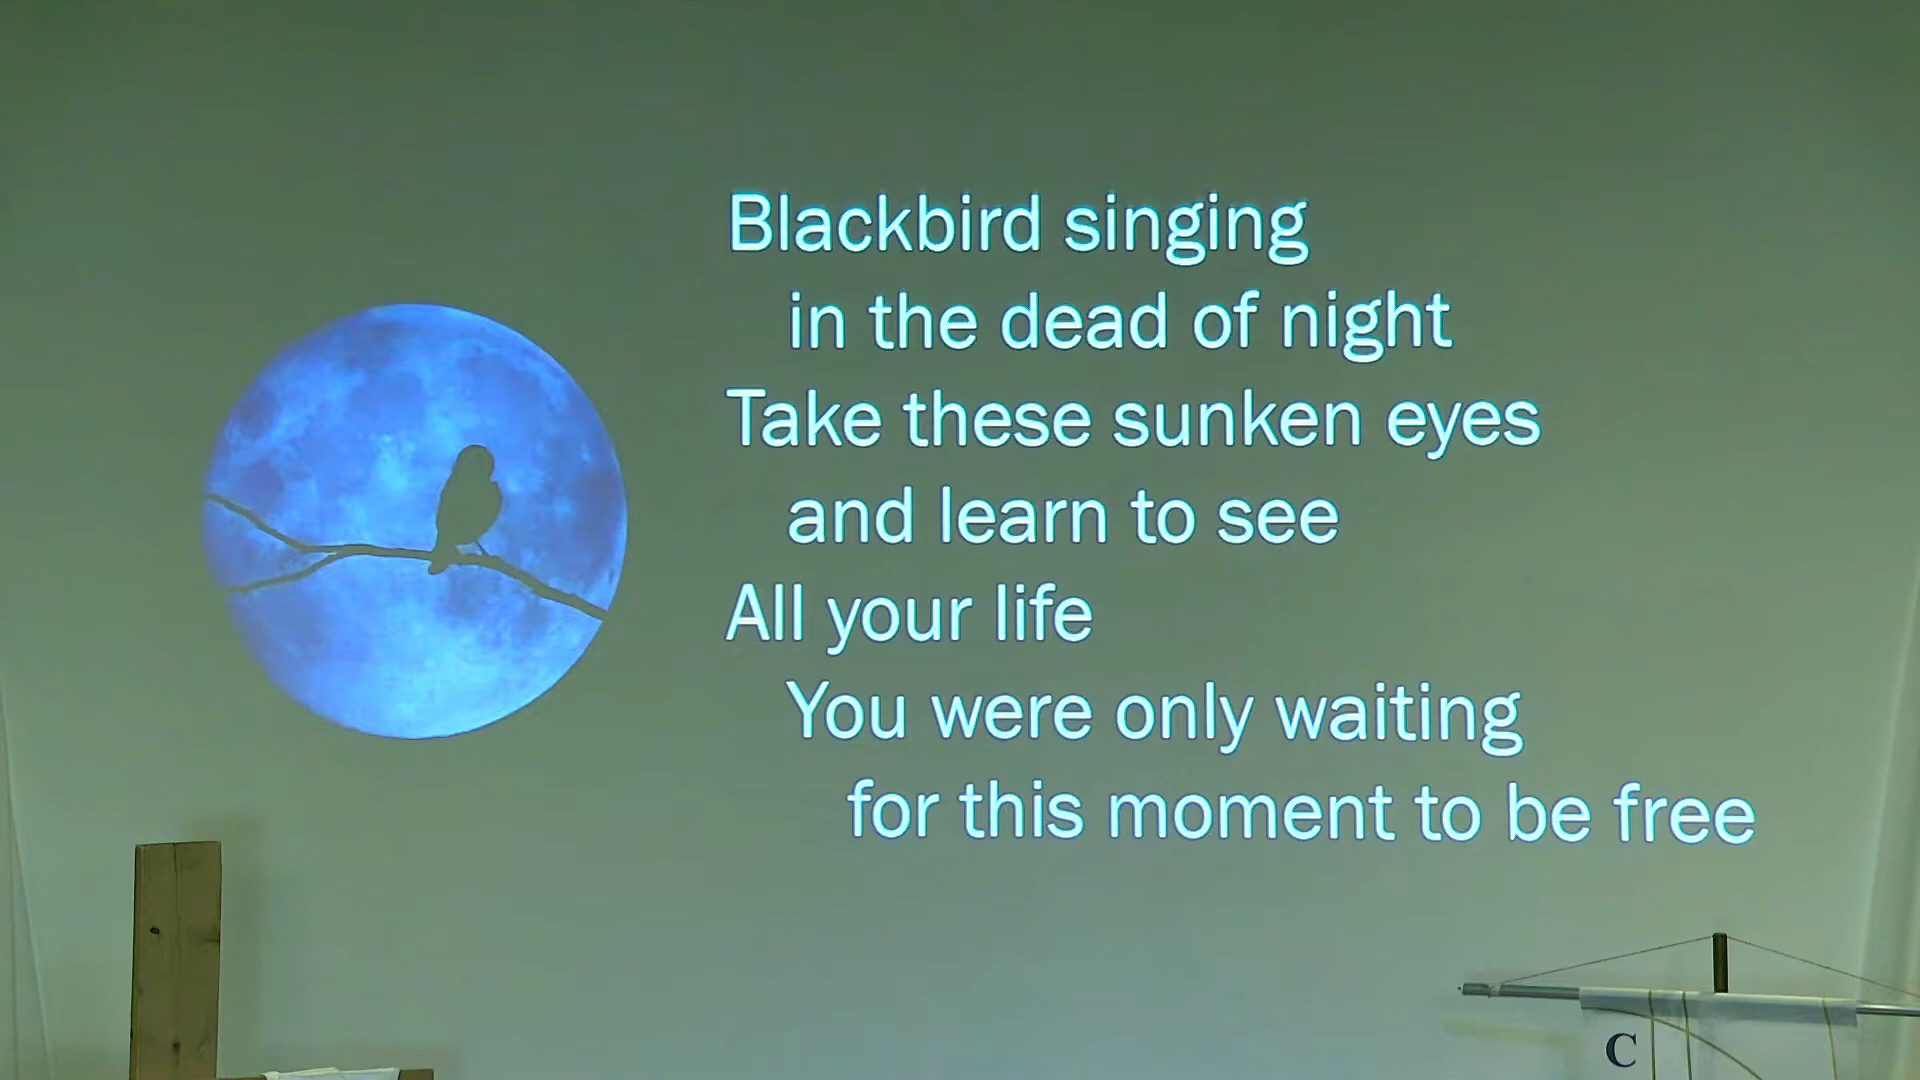 Blackbird singing
in the dead of night
Take these sunken eyes
and learn to see
All your life
You were only waiting
for this moment to be free
C